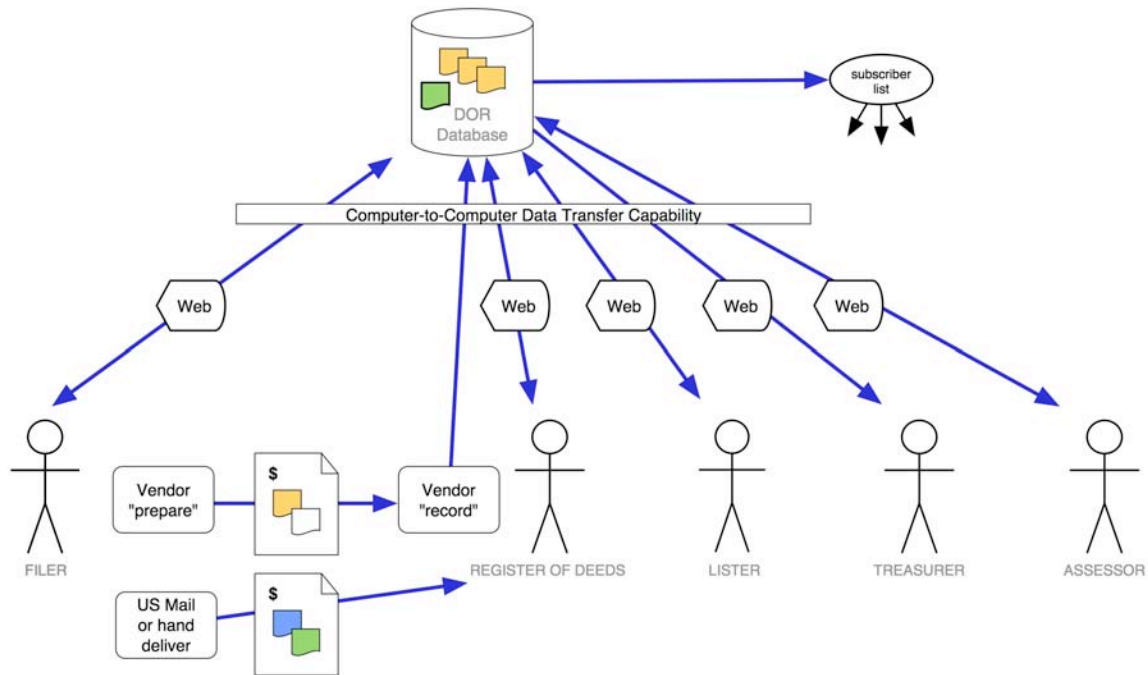 DOR
Database
subscriber
list
Computer-to-Computer Data Transfer Capability
Web
Web
Web
Web
Web
Vendor
"prepare"
$
Vendor
"record"
FILER
REGISTER OF DEEDS
LISTER
TREASURER
ASSESSOR
US Mail
or hand
deliver
$